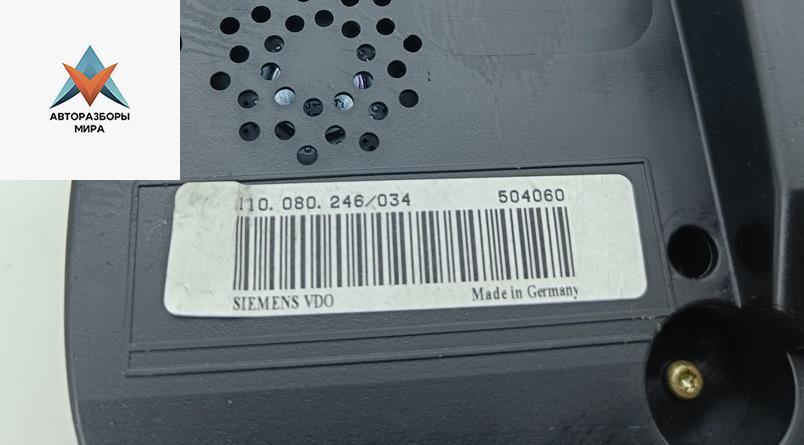 АВТОРАЗБОРЫ
МИРА
110. 080. 246/034 504060
SIEMENS VDO Made in Germany